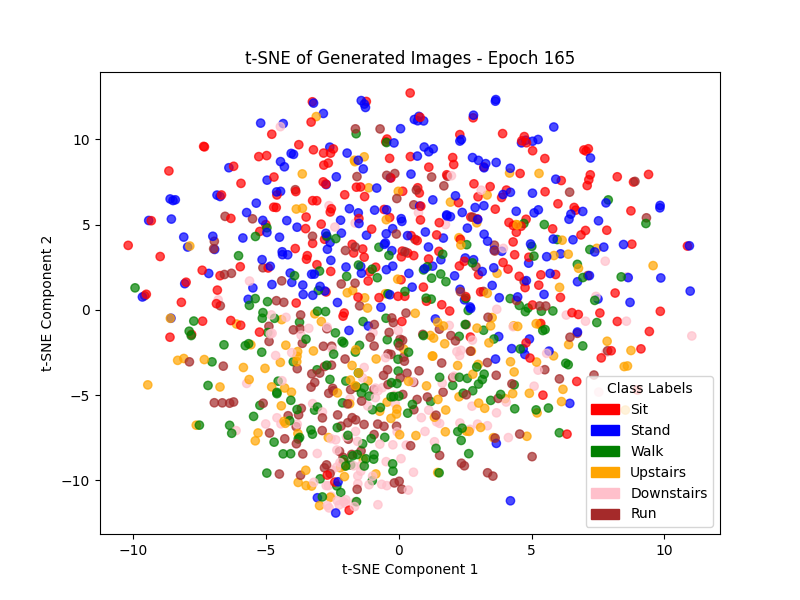 t-SNE of Generated Images - Epoch 165
t-SNE Component 2
10
5
0
−5
−10
−10
−5
0
5
10
t-SNE Component 1
Class Labels
Sit
Stand
Walk
Upstairs
Downstairs
Run